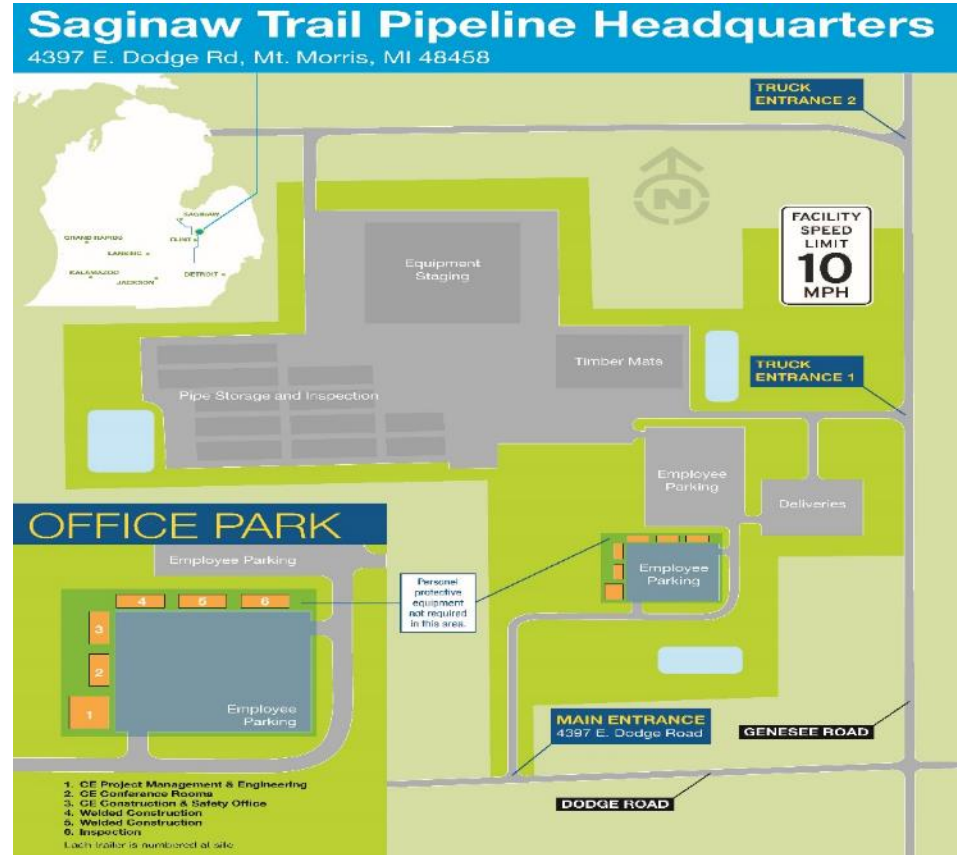 Saginaw Trail Pipeline Headquarters
4397 E. Dodge Rd, Mt. Morris, MI 48458
TRUCK
ENTRANCE 2
N
FACILITY
SPEED
LIMIT
10
MPH
SAGINAW
GRAND RAPIDS
FLINT
LANSING
KALAMAZOO
JACKSON
DETROIT
Equipment
Staging
Timber Mats
TRUCK
ENTRANCE 1
Pipe Storage and Inspection
Employee
Parking
Deliveries
Employee
Parking
OFFICE PARK
Employee Parking
Personel
protective
equipment
not required
in this area.
4
5
6
3
2
1
Employee
Parking
MAIN ENTRANCE
4397 E. Dodge Road
GENESEE ROAD
DODGE ROAD
1. CE Project Management & Engineering
2. CE Conference Rooms
3. CE Construction & Safety Office
4. Welded Construction
5. Welded Construction
6. Inspection
Each trailer is numbered at site